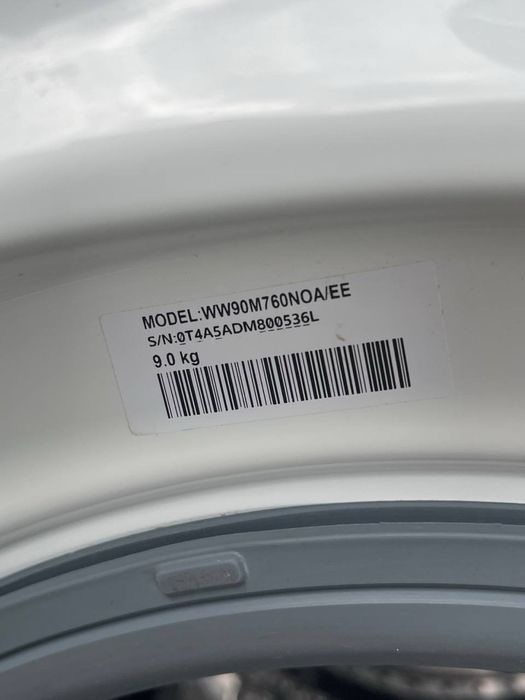 MODEL:WW90M760NOA/EE
S/N:0T4A5ADM800536L
9.0 kg